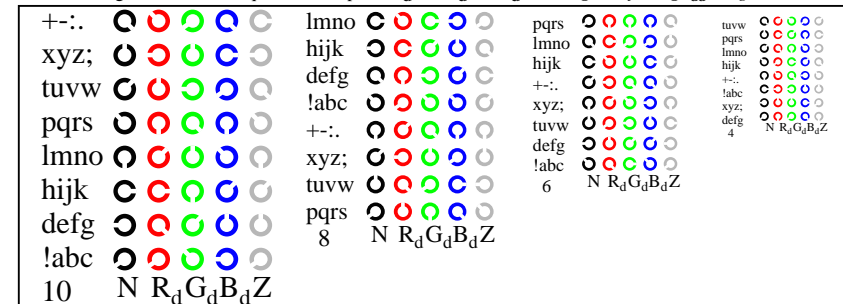 +-:.
xyz;
tuvw
pqrs
lmno
hijk
defg
!abc
10 N RdGdBdZ
lmno
hijk
defg
!abc
+-:.
xyz;
tuvw
pqrs
8 N RdGdBdZ
pqrs
lmno
hijk
+-:.
xyz;
tuvw
defg
!abc
6 N RdGdBdZ
tuvw
pqrs
lmno
hijk
+-:.
!abc
xyz;
defg
4 N RdGdBdZ